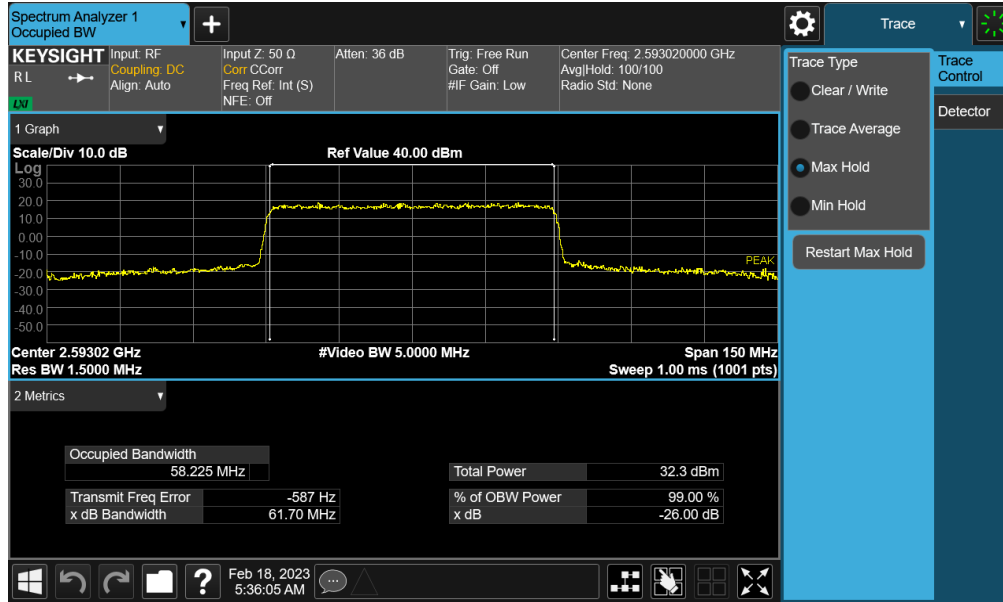 Spectrum Analyzer 1
Occupied BW
+
Trace
KEYSIGHT
R L
LXI
Input: RF
Coupling: DC
Align: Auto
Input Z: 50 Ω
Corr CCorr
Freq Ref: Int (S)
NFE: Off
Atten: 36 dB
Trig: Free Run
Gate: Off
#IF Gain: Low
Center Freq: 2.593020000 GHz
Avg|Hold: 100/100
Radio Std: None
1 Graph
Scale/Div 10.0 dB
Ref Value 40.00 dBm
Log
30.0
20.0
10.0
0.00
-10.0
-20.0
-30.0
-40.0
-50.0
PEAK
Center 2.59302 GHz
#Video BW 5.0000 MHz
Span 150 MHz
Res BW 1.5000 MHz
Sweep 1.00 ms (1001 pts)
2 Metrics
Occupied Bandwidth
58.225 MHz
Total Power 32.3 dBm
Transmit Freq Error -587 Hz
% of OBW Power 99.00 %
x dB Bandwidth 61.70 MHz
x dB -26.00 dB
Trace Type
Clear / Write
Trace Average
Max Hold
Min Hold
Restart Max Hold
Trace
Control
Detector
?
Feb 18, 2023
5:36:05 AM